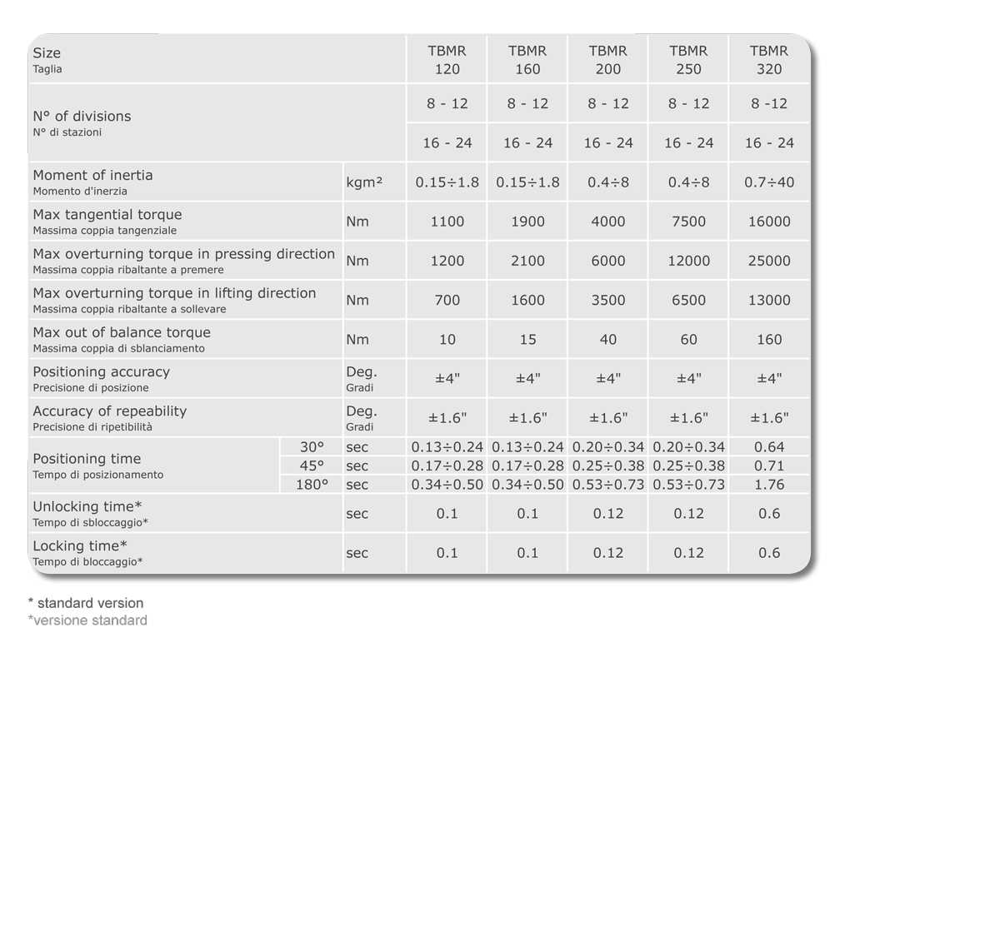 Size TBMR TBMR TBMR TBMR TBMR
Taglia 120 160 200 250 320
N° of divisions 8 - 12 8 - 12 8 - 12 8 - 12 8 -12
N° di stazioni 16 - 24 16 - 24 16 - 24 16 - 24 16 - 24
Moment of inertia kgm² 0.15÷1.8 0.15÷1.8 0.4÷8 0.4÷8 0.7÷40
Momento d'inerzia
Max tangential torque Nm 1100 1900 4000 7500 16000
Massima coppia tangenziale
Max overturning torque in pressing direction Nm 1200 2100 6000 12000 25000
Massima coppia ribaltante a premere
Max overturning torque in lifting direction Nm 700 1600 3500 6500 13000
Massima coppia ribaltante a sollevare
Max out of balance torque Nm 10 15 40 60 160
Massima coppia di sblanciamento
Positioning accuracy Deg. ±4" ±4" ±4" ±4" ±4"
Precisione di posizione Gradi
Accuracy of repeability Deg. ±1.6" ±1.6" ±1.6" ±1.6" ±1.6"
Precisione di ripetibilità Gradi
30° sec 0.13÷0.24 0.13÷0.24 0.20÷0.34 0.20÷0.34 0.64
Positioning time 45° sec 0.17÷0.28 0.17÷0.28 0.25÷0.38 0.25÷0.38 0.71
Tempo di posizionamento 180° sec 0.34÷0.50 0.34÷0.50 0.53÷0.73 0.53÷0.73 1.76
Unlocking time* sec 0.1 0.1 0.12 0.12 0.6
Tempo di sbloccaggio*
Locking time* sec 0.1 0.1 0.12 0.12 0.6
Tempo di bloccaggio*
* standard version
*versione standard